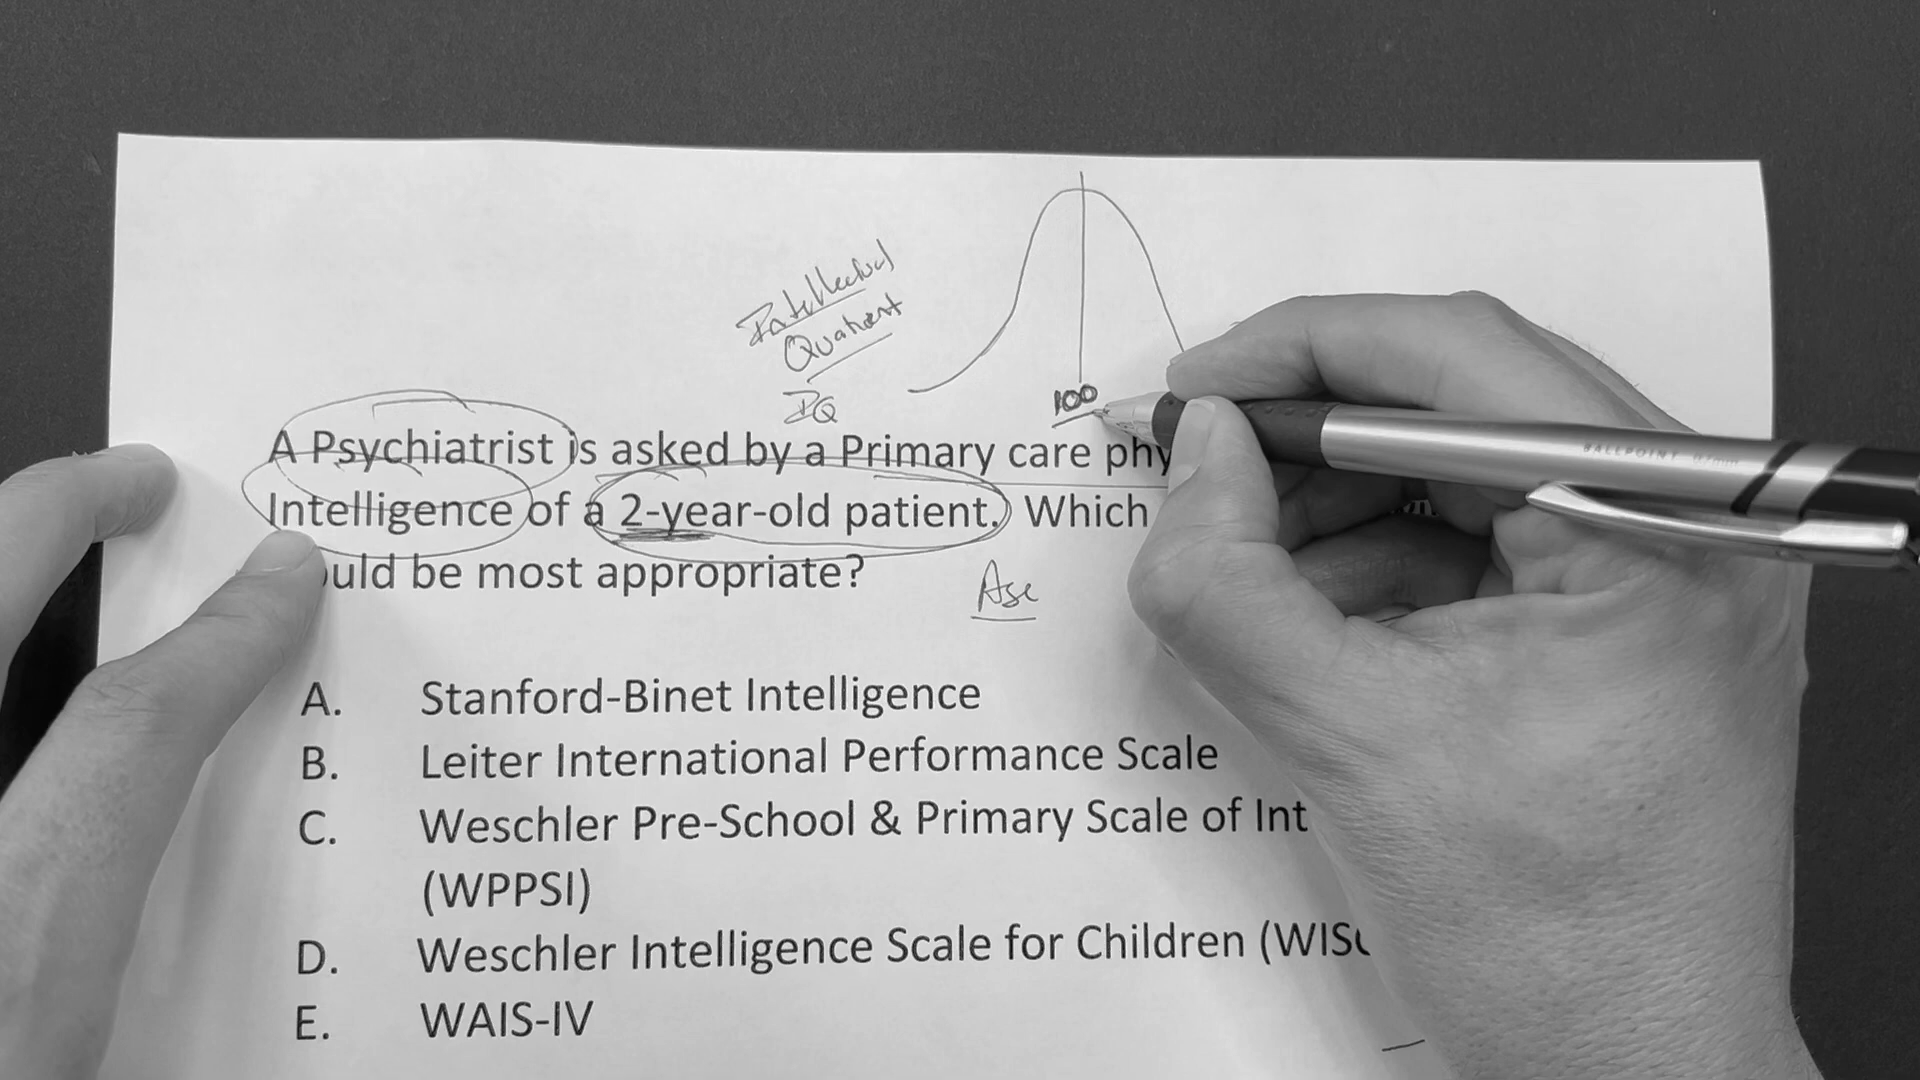 Intellectual
Quotient
IQ
100
A Psychiatrist is asked by a Primary care phy
Intelligence of a 2-year-old patient. Which
uld be most appropriate?
Age
A. Stanford-Binet Intelligence
B. Leiter International Performance Scale
C. Weschler Pre-School & Primary Scale of Int
(WPPSI)
D. Weschler Intelligence Scale for Children (WISC
E. WAIS-IV
BALLPOINT